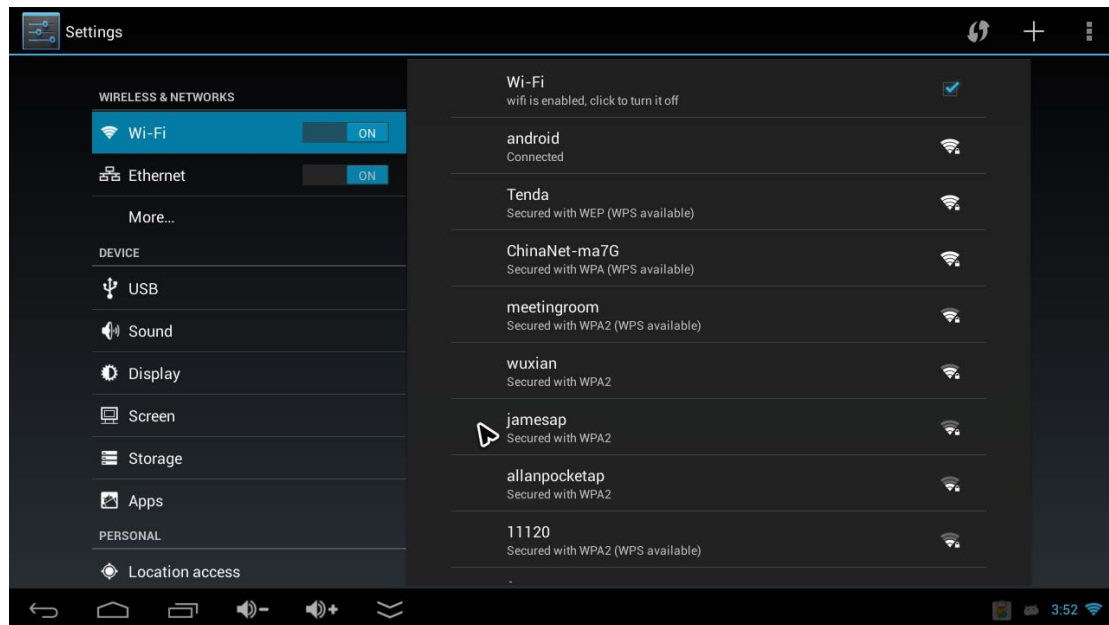 Settings
WIRELESS & NETWORKS
Wi-Fi ON
Ethernet ON
More...
DEVICE
USB
Sound
Display
Screen
Storage
Apps
PERSONAL
Location access
Wi-Fi
wifi is enabled, click to turn it off
android
Connected
Tenda
Secured with WEP (WPS available)
ChinaNet-ma7G
Secured with WPA (WPS available)
meetingroom
Secured with WPA2 (WPS available)
wuxian
Secured with WPA2
jamesap
Secured with WPA2
allanpocketap
Secured with WPA2
11120
Secured with WPA2 (WPS available)
3:52